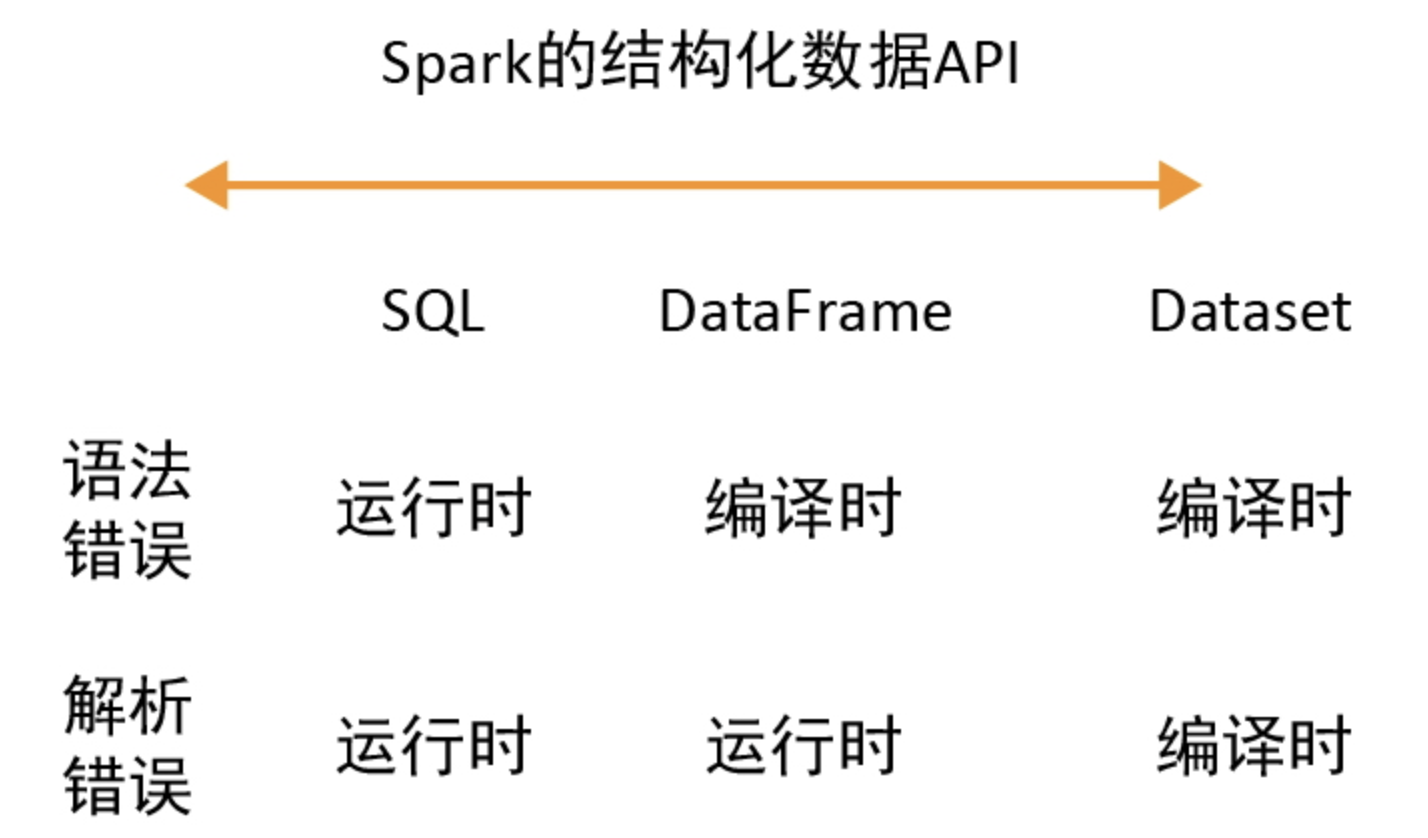 Spark的结构化数据API
SQL DataFrame Dataset
语法
错误
运行时 编译时 编译时
解析
错误
运行时 运行时 编译时